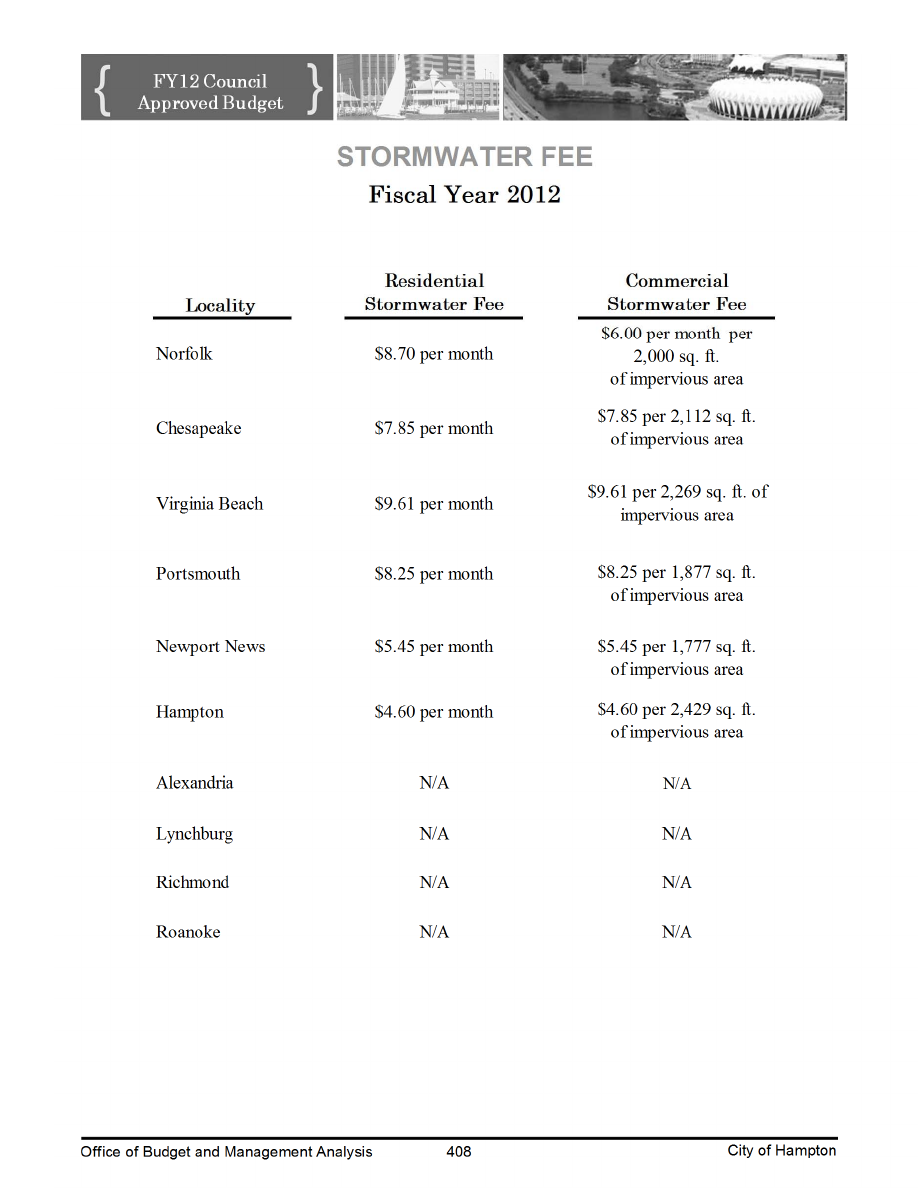 FY12 Council
Approved Budget
STORMWATER FEE
Fiscal Year 2012
Locality
Residential
Stormwater Fee
Commercial
Stormwater Fee
Norfolk
$8.70 per month
$6.00 per month per
2,000 sq. ft.
of impervious area
Chesapeake
$7.85 per month
$7.85 per 2,112 sq. ft.
of impervious area
Virginia Beach
$9.61 per month
$9.61 per 2,269 sq. ft. of
impervious area
Portsmouth
$8.25 per month
$8.25 per 1,877 sq. ft.
of impervious area
Newport News
$5.45 per month
$5.45 per 1,777 sq. ft.
of impervious area
Hampton
$4.60 per month
$4.60 per 2,429 sq. ft.
of impervious area
Alexandria
N/A
N/A
Lynchburg
N/A
N/A
Richmond
N/A
N/A
Roanoke
N/A
N/A
Office of Budget and Management Analysis
408
City of Hampton